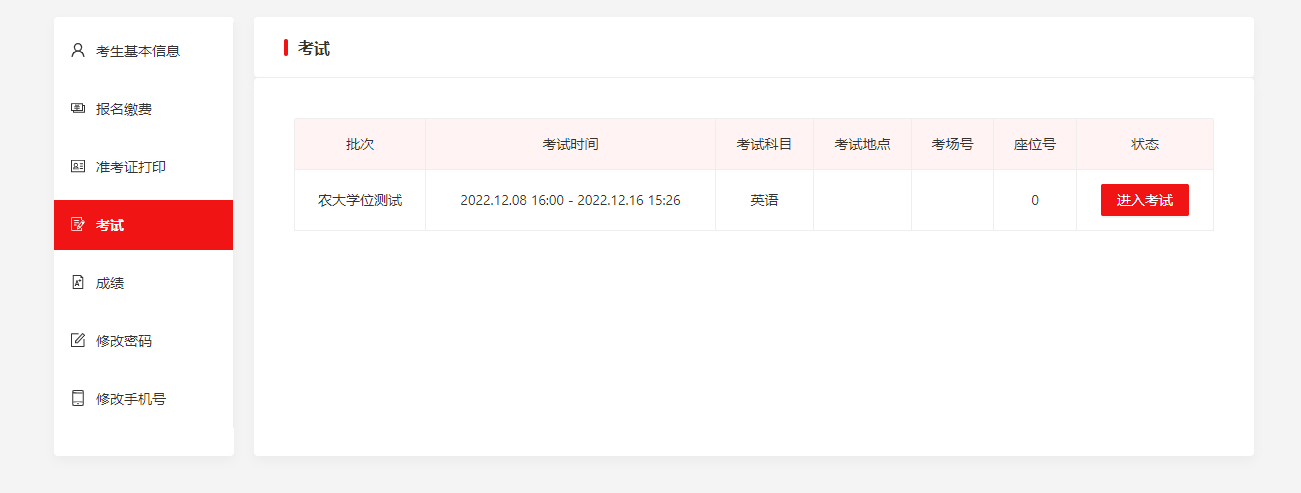 考生基本信息
报名缴费
准考证打印
考试
成绩
修改密码
修改手机号
考试
批次 考试时间 考试科目 考试地点 考场号 座位号 状态
农大学位测试 2022.12.08 16:00 - 2022.12.16 15:26 英语 0 进入考试